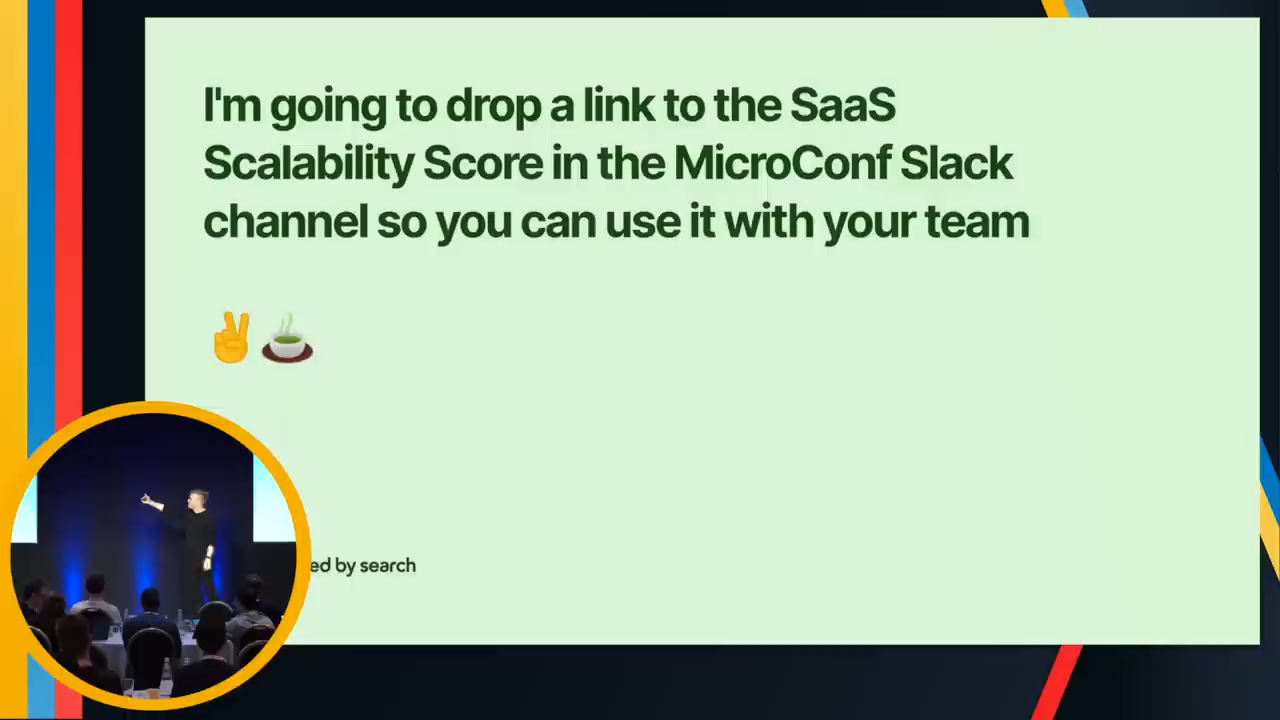 I'm going to drop a link to the SaaS
Scalability Score in the MicroConf Slack
channel so you can use it with your team
by search